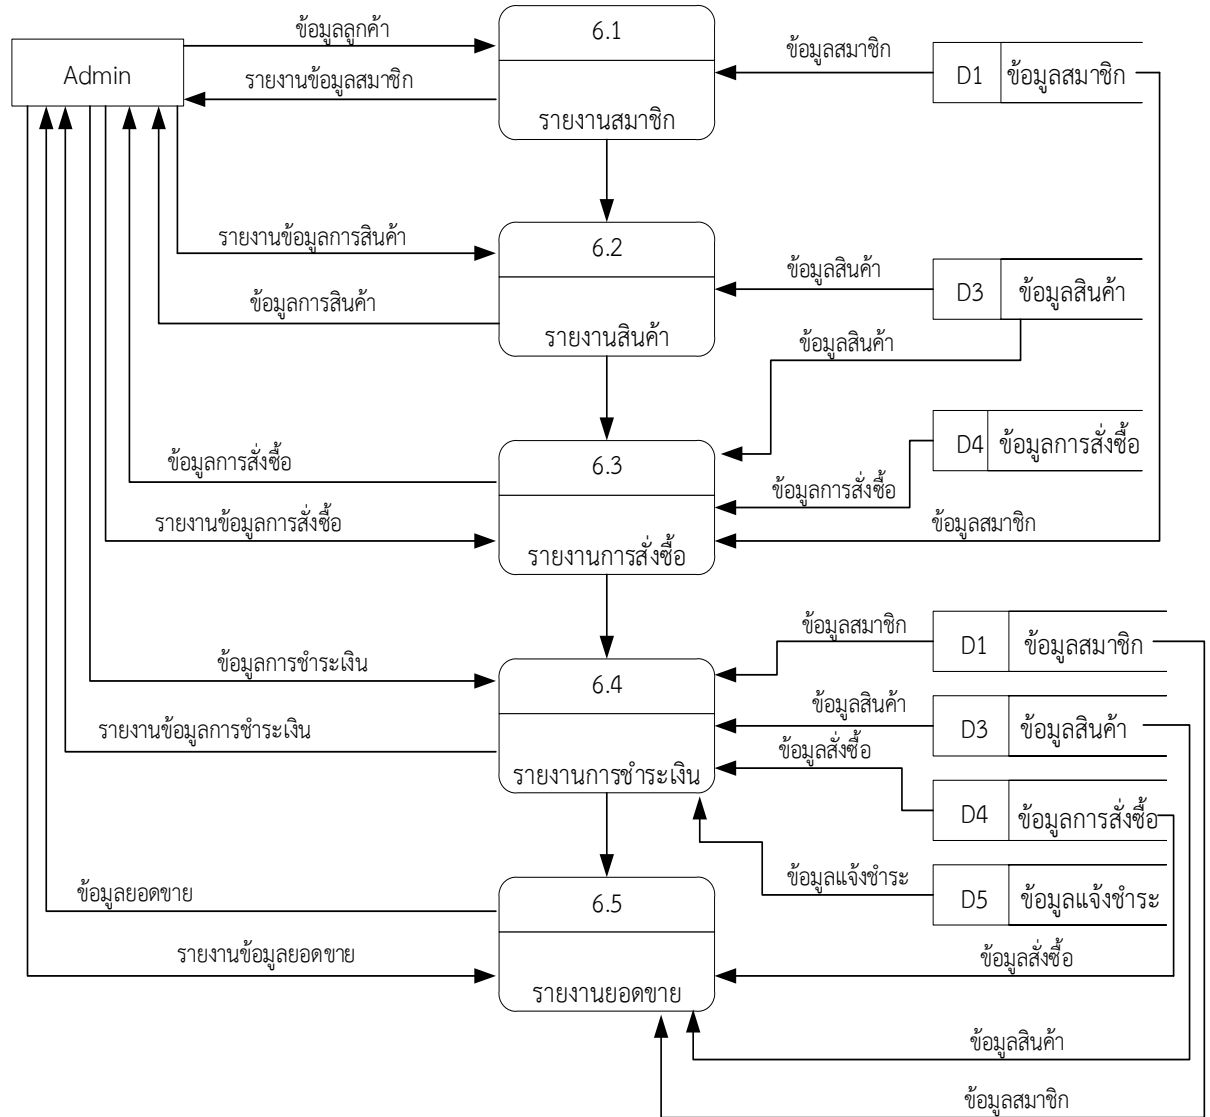 ข้อมูลลูกค้า
6.1
ข้อมูลสมาชิก
Admin
รายงานข้อมูลสมาชิก
D1
ข้อมูลสมาชิก
รายงานสมาชิก
รายงานข้อมูลการสินค้า
6.2
ข้อมูลสินค้า
D3
ข้อมูลสินค้า
ข้อมูลการสินค้า
รายงานสินค้า
ข้อมูลสินค้า
D4
ข้อมูลการสั่งซื้อ
ข้อมูลการสั่งซื้อ
6.3
ข้อมูลการสั่งซื้อ
รายงานข้อมูลการสั่งซื้อ
ข้อมูลสมาชิก
รายงานการสั่งซื้อ
ข้อมูลสมาชิก
D1
ข้อมูลสมาชิก
ข้อมูลการชำระเงิน
6.4
ข้อมูลสินค้า
D3
ข้อมูลสินค้า
รายงานข้อมูลการชำระเงิน
ข้อมูลสั่งซื้อ
รายงานการชำระเงิน
D4
ข้อมูลการสั่งซื้อ
ข้อมูลแจ้งชำระ
D5
ข้อมูลแจ้งชำระ
ข้อมูลยอดขาย
6.5
รายงานข้อมูลยอดขาย
ข้อมูลสั่งซื้อ
รายงานยอดขาย
ข้อมูลสินค้า
ข้อมูลสมาชิก